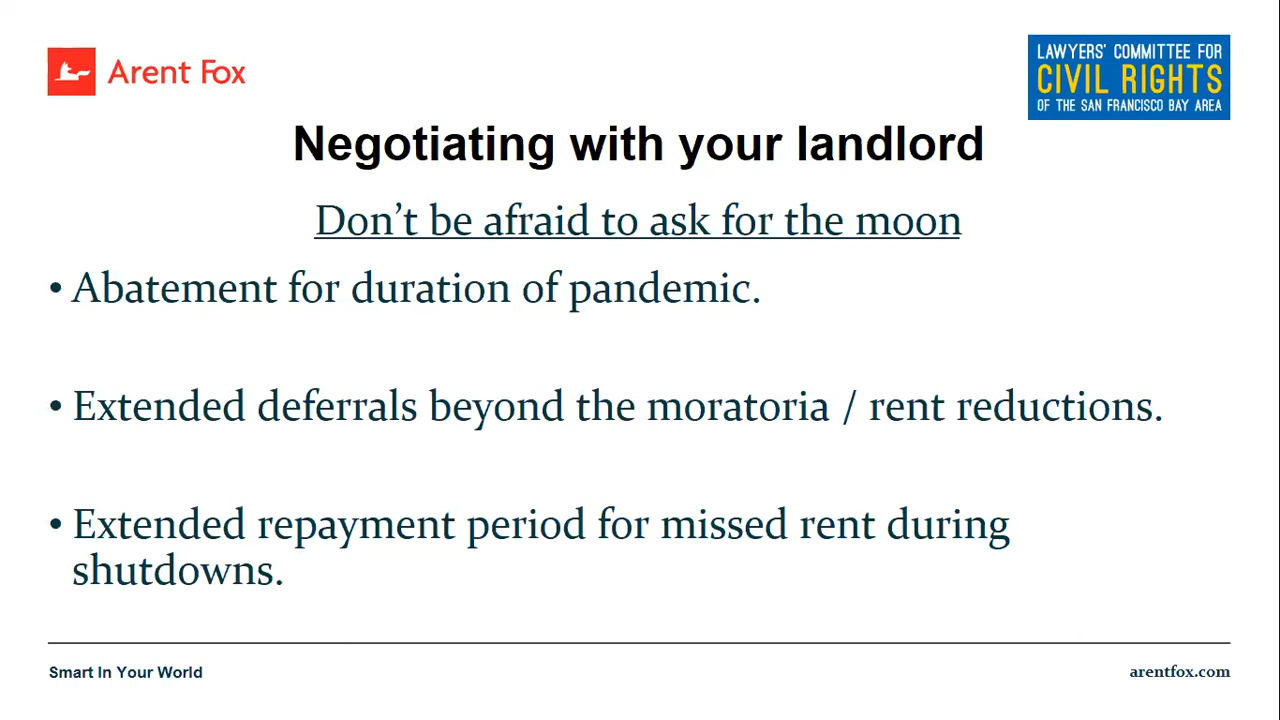 Arent Fox
LAWYERS' COMMITTEE FOR
CIVIL RIGHTS
OF THE SAN FRANCISCO BAY AREA
Negotiating with your landlord
Don’t be afraid to ask for the moon
• Abatement for duration of pandemic.
• Extended deferrals beyond the moratoria / rent reductions.
• Extended repayment period for missed rent during
shutdowns.
Smart In Your World
arentfox.com